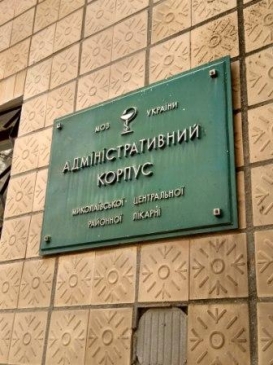 МОЗ УКРАЇНИ
АДМІНІСТРАТИВНИЙ
КОРПУС
МИКОЛАЇВСЬКОЇ ЦЕНТРАЛЬНОЇ
РАЙОННОЇ ЛІКАРНІ